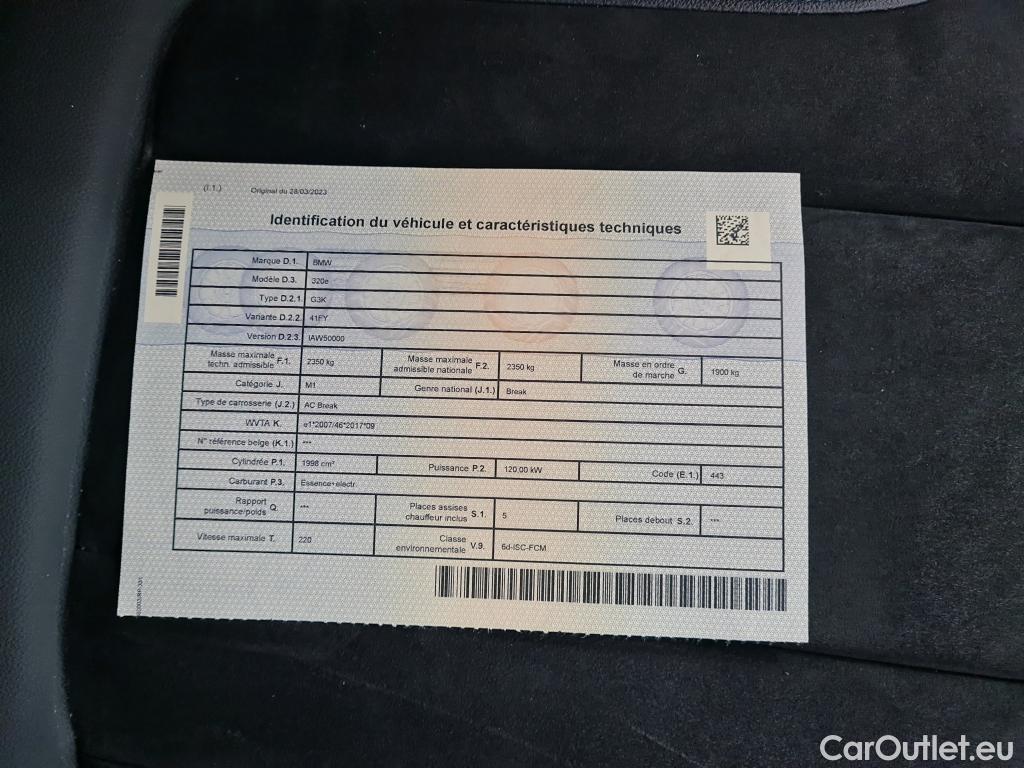 (I.1.) Original du 28/03/2023
Identification du véhicule et caractéristiques techniques
Marque D.1. BMW
Modèle D.3. 320e
Type D.2.1. G3K
Variante D.2.2. 41FY
Version D.2.3. IAW50000
Masse maximale techn. admissible F.1. 2350 kg Masse maximale admissible nationale F.2. 2350 kg Masse en ordre de marche G. 1900 kg
Catégorie J. M1 Genre national (J.1.) Break
Type de carrosserie (J.2.) AC Break
WVTA K. e1*2007/46*2017*09
N° référence belge (K.1.) ***
Cylindrée P.1. 1998 cm³ Puissance P.2. 120,00 kW Code (E.1.) 443
Carburant P.3. Essence+electr.
Rapport puissance/poids Q. *** Places assises chauffeur inclus S.1. 5 Places debout S.2. ***
Vitesse maximale T. 220 Classe environnementale V.9. 6d-ISC-FCM
CarOutlet.eu